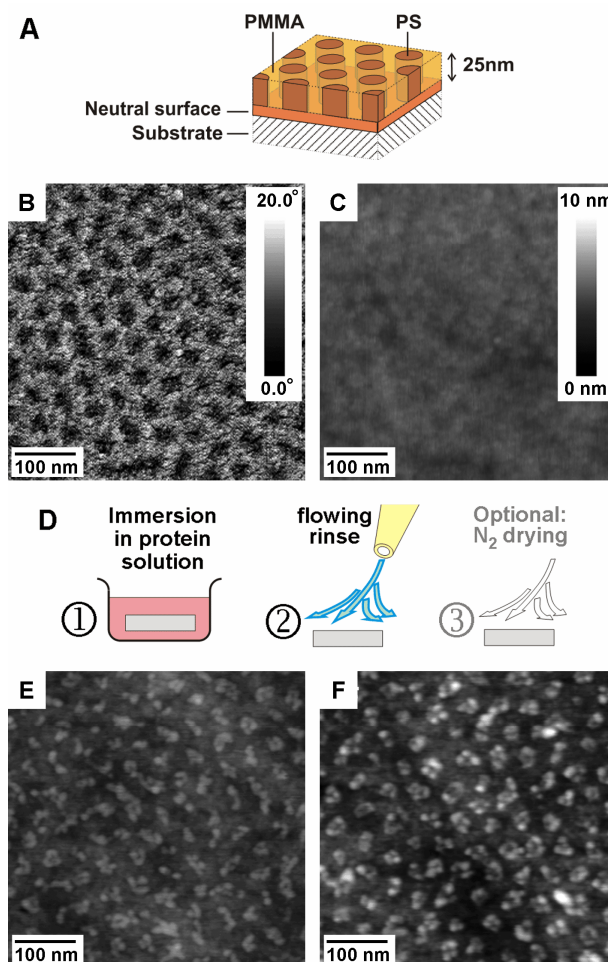 A
PMMA
PS
25nm
Neutral surface
Substrate
B
20.0°
0.0°
100 nm
C
10 nm
0 nm
100 nm
D
Immersion
in protein
solution
1
flowing
rinse
2
Optional:
N₂ drying
3
E
100 nm
F
100 nm